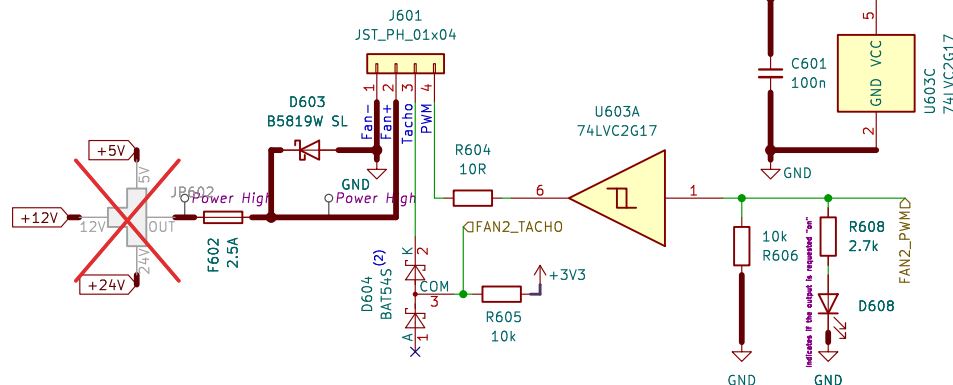 J601
JST_PH_01x04
1
2
3
4
Fan-
Fan+
Tacho
PWM
D603
B5819W SL
GND
+5V
5V
JP602
Power High
Power High
+12V
12V
OUT
24V
+24V
F602
2.5A
R604
10R
U603A
74LVC2G17
6
1
FAN2_TACHO
K
2
D604
BAT54S
(2)
COM
3
A
1
+3V3
R605
10k
10k
R606
GND
Indicates if the output is requested "on"
R608
2.7k
D608
GND
FAN2_PWM
C601
100n
GND
5
GND VCC
2
U603C
74LVC2G17